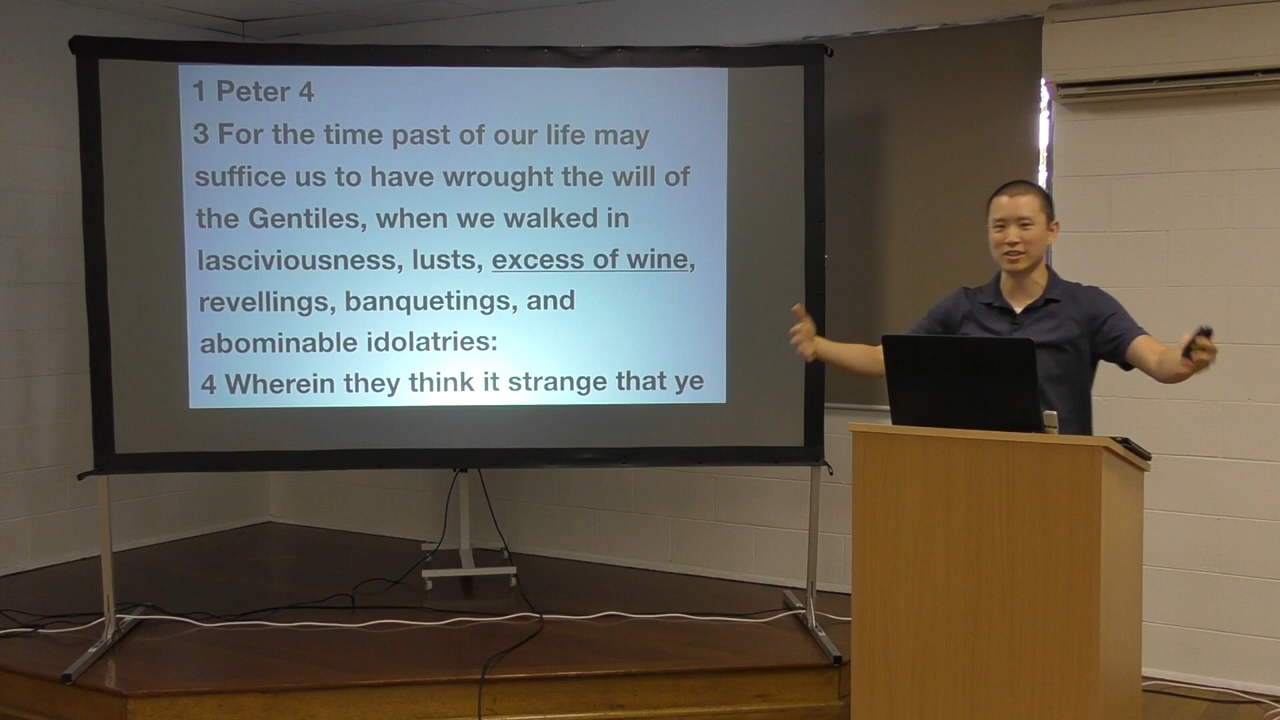 1 Peter 4
3 For the time past of our life may
suffice us to have wrought the will of
the Gentiles, when we walked in
lasciviousness, lusts, excess of wine,
revellings, banquetings, and
abominable idolatries:
4 Wherein they think it strange that ye